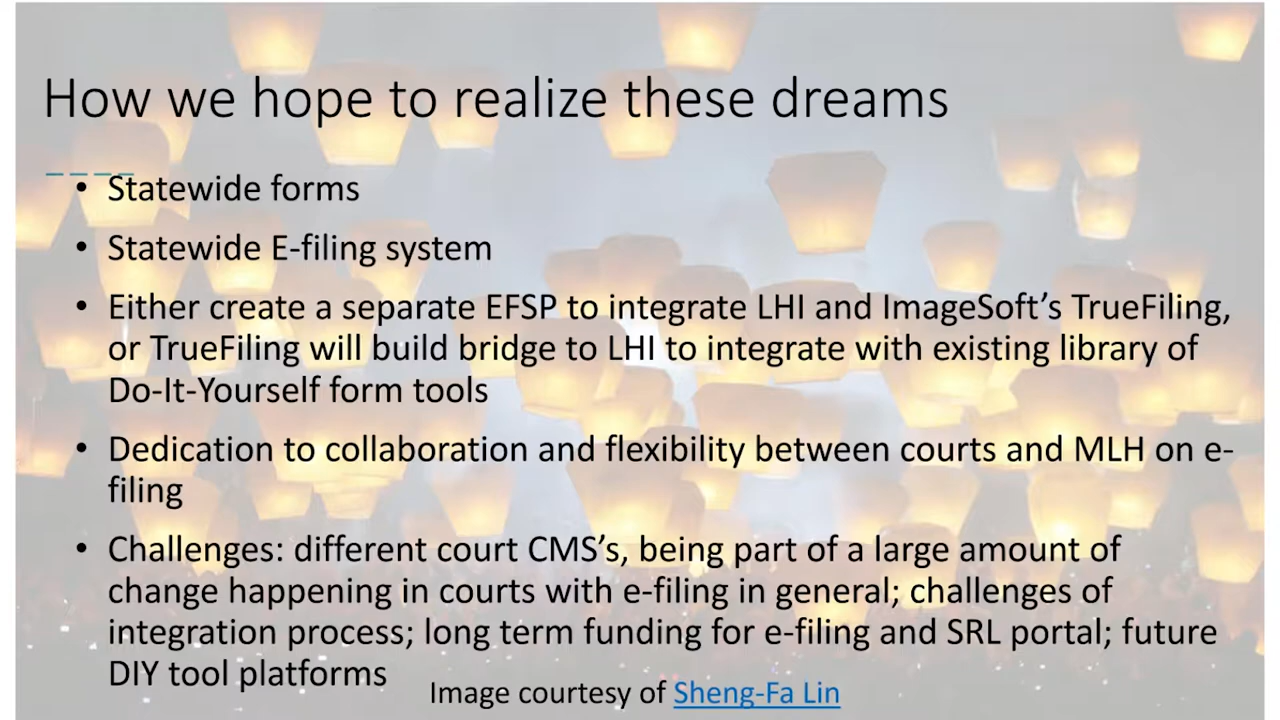 How we hope to realize these dreams
• Statewide forms
• Statewide E-filing system
• Either create a separate EFSP to integrate LHI and ImageSoft’s TrueFiling,
or TrueFiling will build bridge to LHI to integrate with existing library of
Do-It-Yourself form tools
• Dedication to collaboration and flexibility between courts and MLH on e-
filing
• Challenges: different court CMS’s, being part of a large amount of
change happening in courts with e-filing in general; challenges of
integration process; long term funding for e-filing and SRL portal; future
DIY tool platforms
Image courtesy of Sheng-Fa Lin